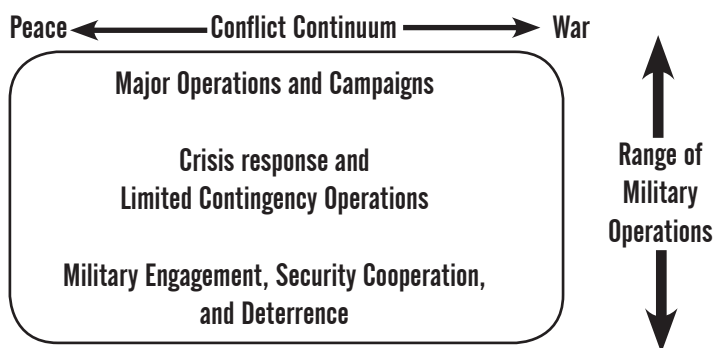 Peace Conflict Continuum War
Major Operations and Campaigns
Crisis response and
Limited Contingency Operations
Military Engagement, Security Cooperation,
and Deterrence
Range of
Military
Operations